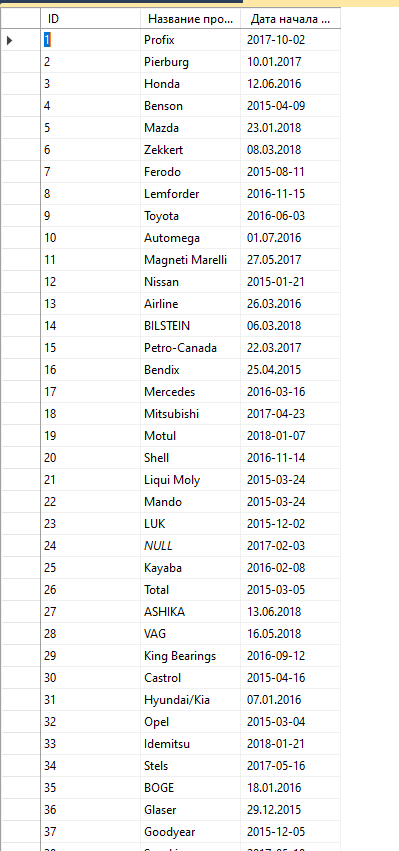 ID Название про... Дата начала ...
1 Profix 2017-10-02
2 Pierburg 10.01.2017
3 Honda 12.06.2016
4 Benson 2015-04-09
5 Mazda 23.01.2018
6 Zekkert 08.03.2018
7 Ferodo 2015-08-11
8 Lemforder 2016-11-15
9 Toyota 2016-06-03
10 Automega 01.07.2016
11 Magneti Marelli 27.05.2017
12 Nissan 2015-01-21
13 Airline 26.03.2016
14 BILSTEIN 06.03.2018
15 Petro-Canada 22.03.2017
16 Bendix 25.04.2015
17 Mercedes 2016-03-16
18 Mitsubishi 2017-04-23
19 Motul 2018-01-07
20 Shell 2016-11-14
21 Liqui Moly 2015-03-24
22 Mando 2015-03-24
23 LUK 2015-12-02
24 NULL 2017-02-03
25 Kayaba 2016-02-08
26 Total 2015-03-05
27 ASHIKA 13.06.2018
28 VAG 16.05.2018
29 King Bearings 2016-09-12
30 Castrol 2015-04-16
31 Hyundai/Kia 07.01.2016
32 Opel 2015-03-04
33 Idemitsu 2018-01-21
34 Stels 2017-05-16
35 BOGE 18.01.2016
36 Glaser 29.12.2015
37 Goodyear 2015-12-05